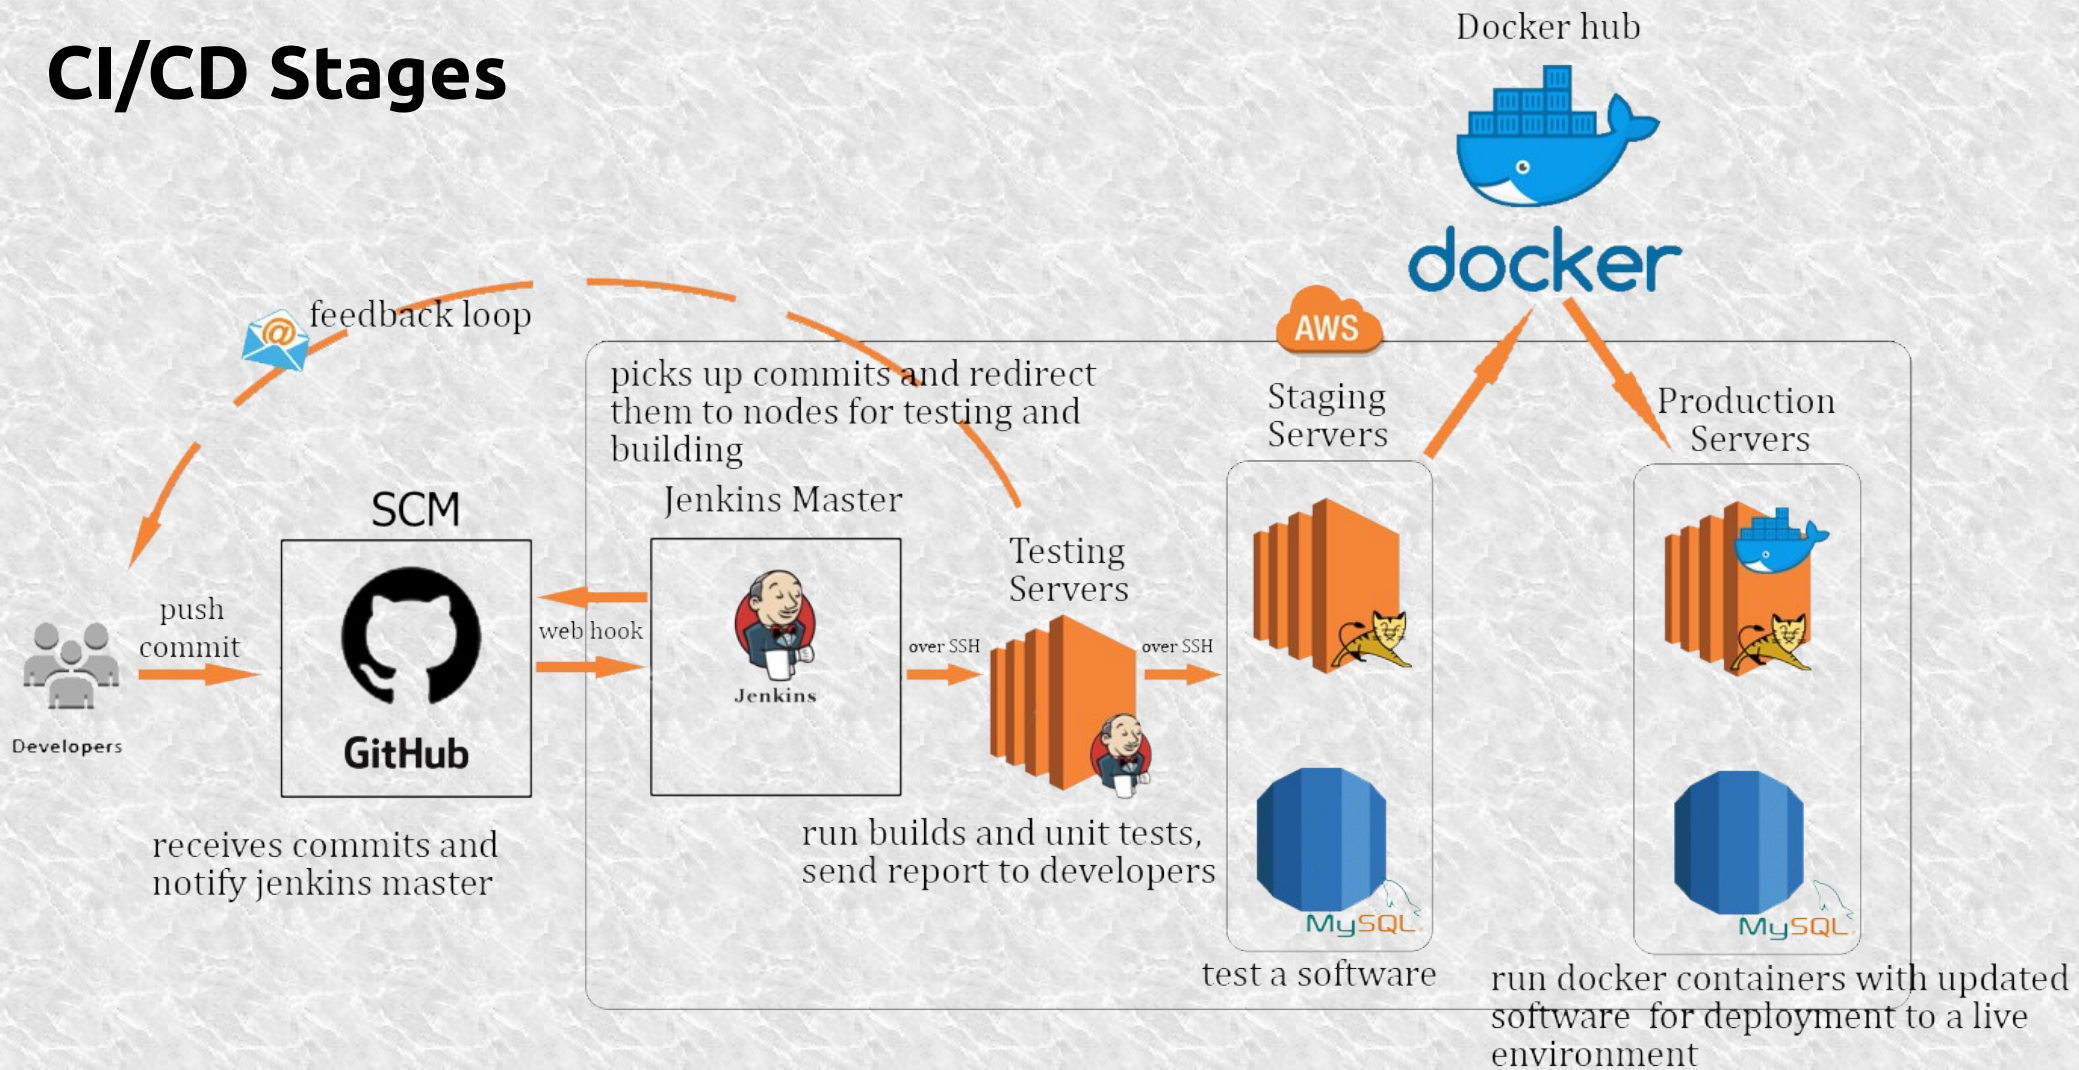 CI/CD Stages
Docker hub
docker
feedback loop
@
AWS
picks up commits and redirect
them to nodes for testing and
building
Jenkins Master
Staging
Servers
Production
Servers
SCM
Testing
Servers
push
commit
web hook
over SSH
over SSH
Jenkins
GitHub
Developers
receives commits and
notify jenkins master
run builds and unit tests,
send report to developers
MySQL
MySQL
test a software
run docker containers with updated
software for deployment to a live
environment